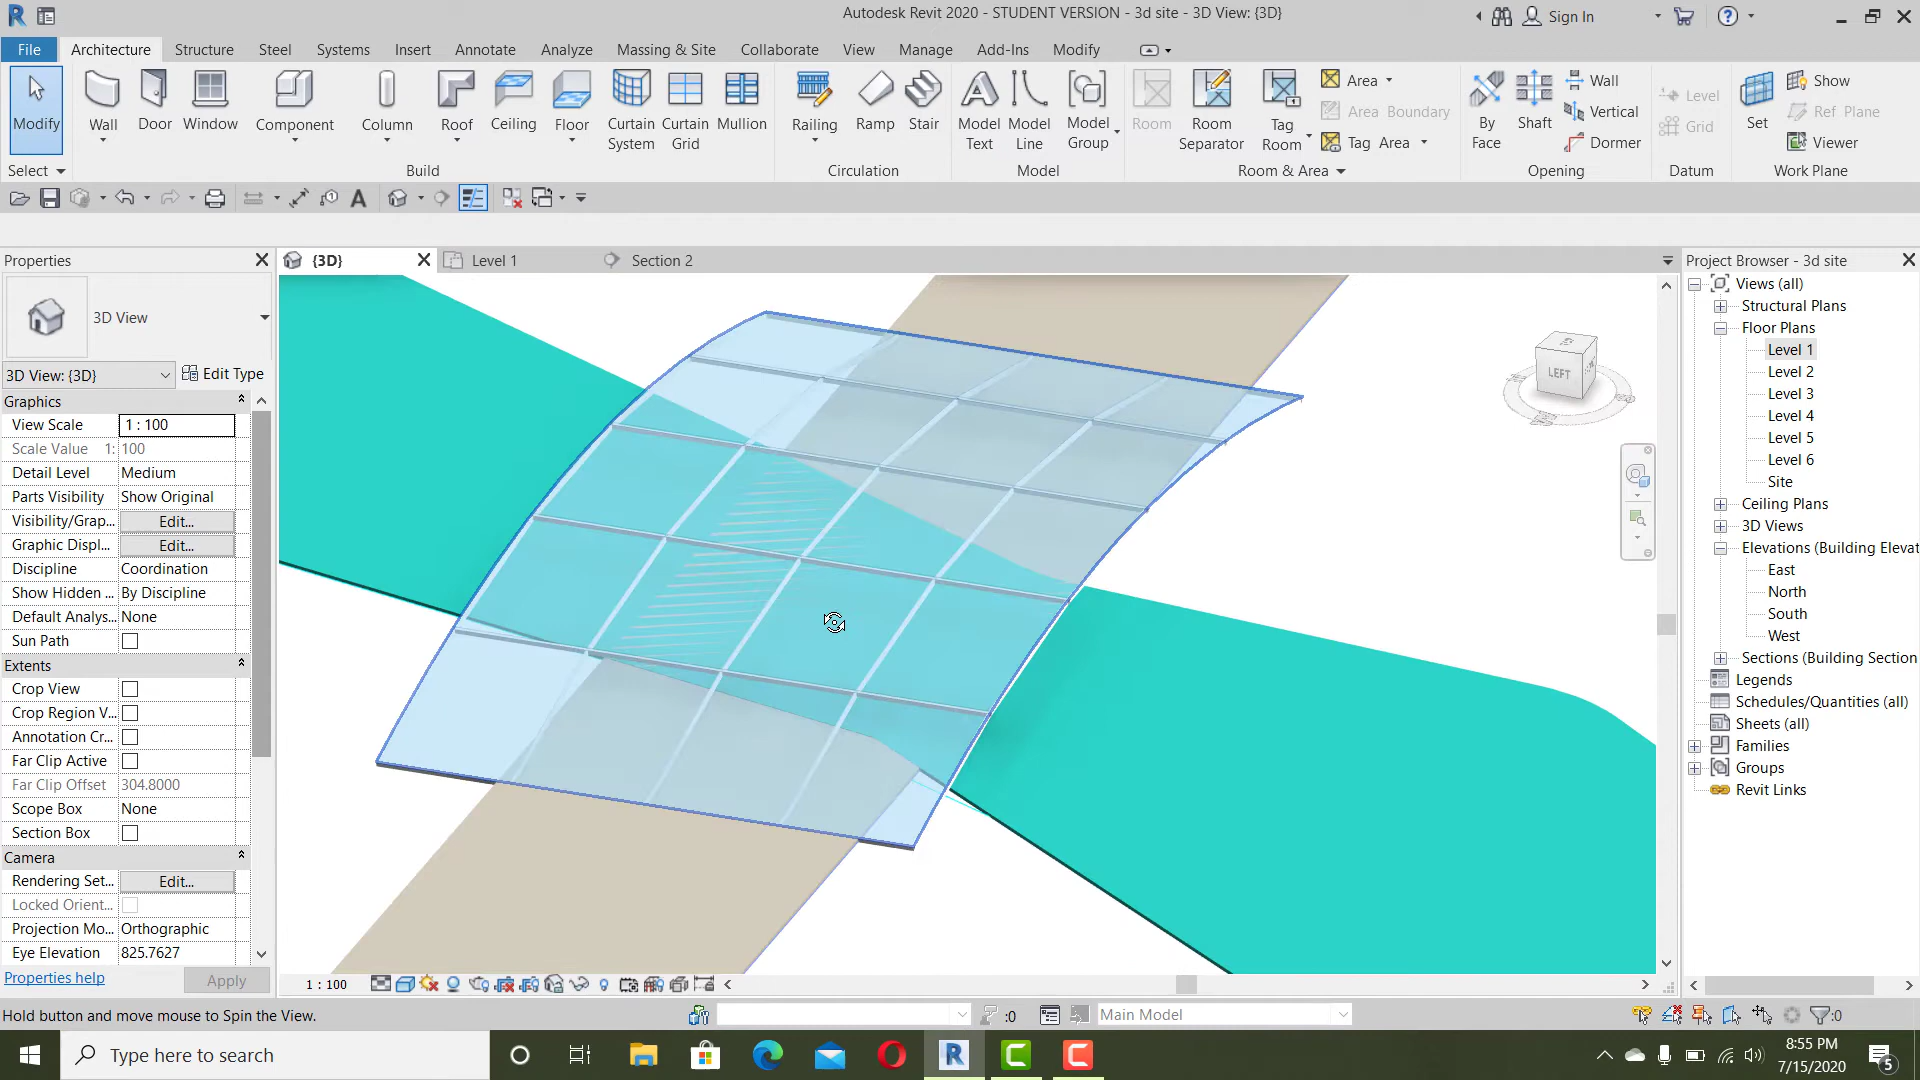 Autodesk Revit 2020 - STUDENT VERSION - 3d site - 3D View: {3D}
Sign In
File Architecture Structure Steel Systems Insert Annotate Analyze Massing & Site Collaborate View Manage Add-Ins Modify
Modify Wall Door Window Component Column Roof Ceiling Floor Curtain System Curtain Grid Mullion Railing Ramp Stair Model Text Model Line Model Group Room Room Separator Tag Room Area Area Boundary Tag Area By Face Shaft Wall Vertical Dormer Level Grid Set Show Ref Plane Viewer
Select Build Circulation Model Room & Area Opening Datum Work Plane
Properties
{3D} Level 1 Section 2
Project Browser - 3d site
3D View
3D View: {3D} Edit Type
Graphics
View Scale 1 : 100
Scale Value 1: 100
Detail Level Medium
Parts Visibility Show Original
Visibility/Grap... Edit...
Graphic Displ... Edit...
Discipline Coordination
Show Hidden ... By Discipline
Default Analys... None
Sun Path
Extents
Crop View
Crop Region V...
Annotation Cr...
Far Clip Active
Far Clip Offset 304.8000
Scope Box None
Section Box
Camera
Rendering Set... Edit...
Locked Orient...
Projection Mo... Orthographic
Eye Elevation 825.7627
Properties help Apply
LEFT
Views (all)
Structural Plans
Floor Plans
Level 1
Level 2
Level 3
Level 4
Level 5
Level 6
Site
Ceiling Plans
3D Views
Elevations (Building Elevat
East
North
South
West
Sections (Building Section
Legends
Schedules/Quantities (all)
Sheets (all)
Families
Groups
Revit Links
1 : 100
Hold button and move mouse to Spin the View.
:0
Main Model
:0
Type here to search
8:55 PM
7/15/2020
5